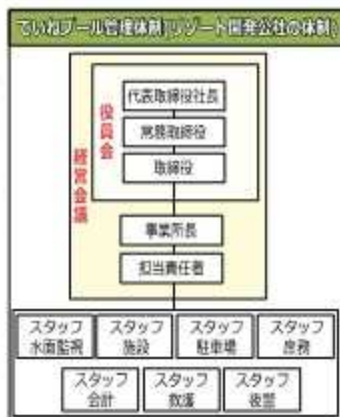 ていねプール管理体制(リゾート開発公社の体制)
役員会
代表取締役社長
常務取締役
取締役
経営会議
事業所長
担当責任者
スタッフ
水面監視
スタッフ
施設
スタッフ
駐車場
スタッフ
庶務
スタッフ
会計
スタッフ
救護
スタッフ
夜警